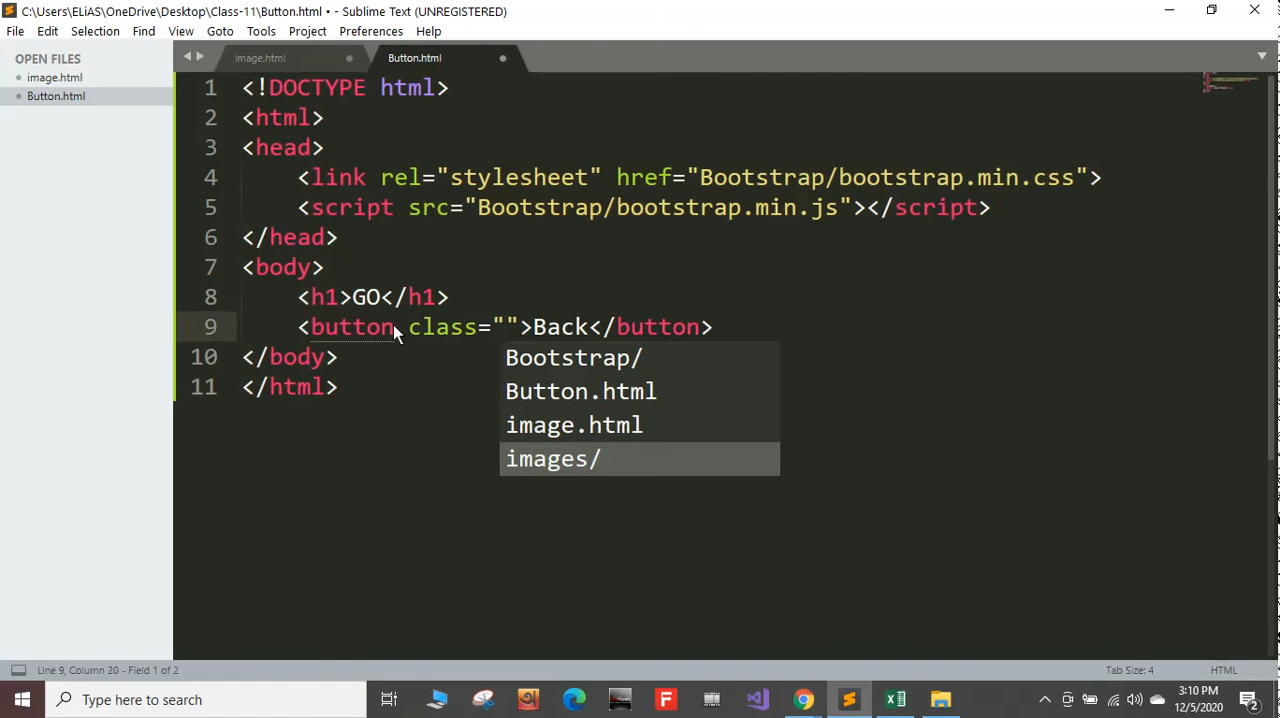 C:\Users\ELiAS\OneDrive\Desktop\Class-11\Button.html • - Sublime Text (UNREGISTERED)
File Edit Selection Find View Goto Tools Project Preferences Help
OPEN FILES
image.html
Button.html
image.html
Button.html
1 <!DOCTYPE html>
2 <html>
3 <head>
4 <link rel="stylesheet" href="Bootstrap/bootstrap.min.css">
5 <script src="Bootstrap/bootstrap.min.js"></script>
6 </head>
7 <body>
8 <h1>GO</h1>
9 <button class="">Back</button>
10 </body>
11 </html>
Bootstrap/
Button.html
image.html
images/
Line 9, Column 20 - Field 1 of 2
Tab Size: 4
HTML
Type here to search
3:10 PM
12/5/2020
2